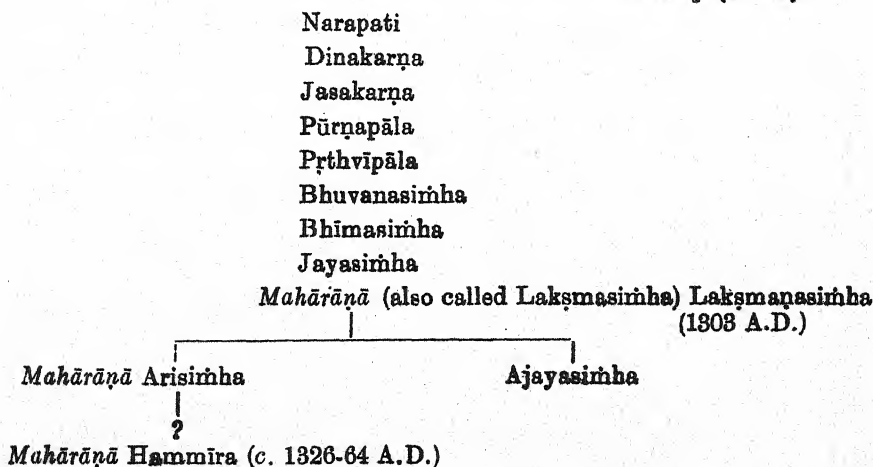 Narapati
Dinakarṇa
Jasakarṇa
Pūrṇapāla
Pṛthvīpāla
Bhuvanasiṁha
Bhīmasiṁha
Jayasiṁha
Mahārāṇā (also called Lakṣmasiṁha) Lakṣmaṇasiṁha
(1303 A.D.)
Mahārāṇā Arisiṁha Ajayasiṁha
?
Mahārāṇā Hammīra (c. 1326-64 A.D.)